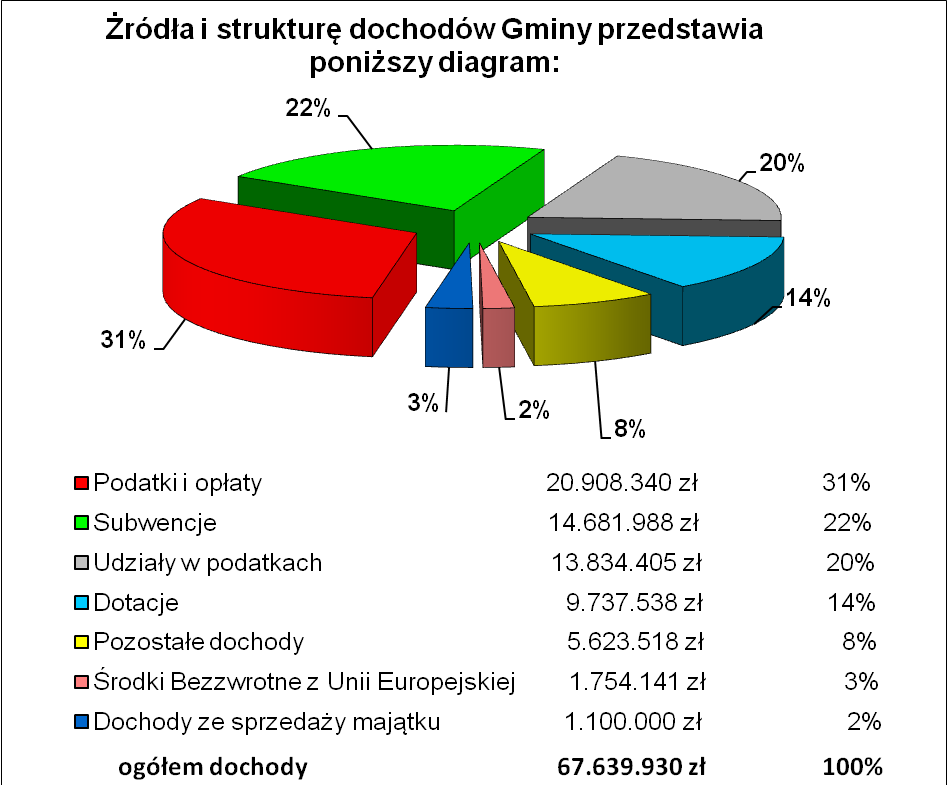 Żródła i strukturę dochodów Gminy przedstawia
poniższy diagram:
22%
20%
14%
31%
3%
2%
8%
Podatki i opłaty 20.908.340 zł 31%
Subwencje 14.681.988 zł 22%
Udziały w podatkach 13.834.405 zł 20%
Dotacje 9.737.538 zł 14%
Pozostałe dochody 5.623.518 zł 8%
Środki Bezzwrotne z Unii Europejskiej 1.754.141 zł 3%
Dochody ze sprzedaży majątku 1.100.000 zł 2%
ogółem dochody 67.639.930 zł 100%